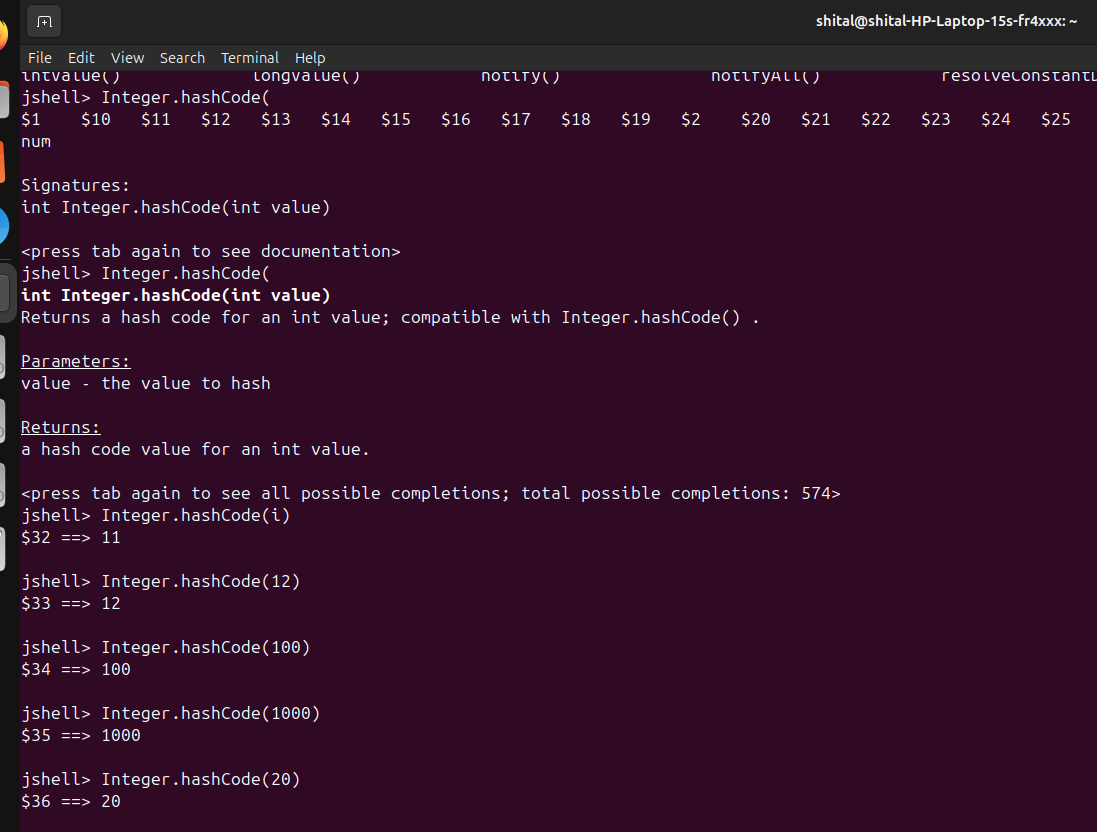 shital@shital-HP-Laptop-15s-fr4xxx: ~
File Edit View Search Terminal Help
intValue() longValue() notify() notifyAll() resolveConstantD
jshell> Integer.hashCode(
$1 $10 $11 $12 $13 $14 $15 $16 $17 $18 $19 $2 $20 $21 $22 $23 $24 $25
num
Signatures:
int Integer.hashCode(int value)
<press tab again to see documentation>
jshell> Integer.hashCode(
int Integer.hashCode(int value)
Returns a hash code for an int value; compatible with Integer.hashCode() .
Parameters:
value - the value to hash
Returns:
a hash code value for an int value.
<press tab again to see all possible completions; total possible completions: 574>
jshell> Integer.hashCode(i)
$32 ==> 11
jshell> Integer.hashCode(12)
$33 ==> 12
jshell> Integer.hashCode(100)
$34 ==> 100
jshell> Integer.hashCode(1000)
$35 ==> 1000
jshell> Integer.hashCode(20)
$36 ==> 20